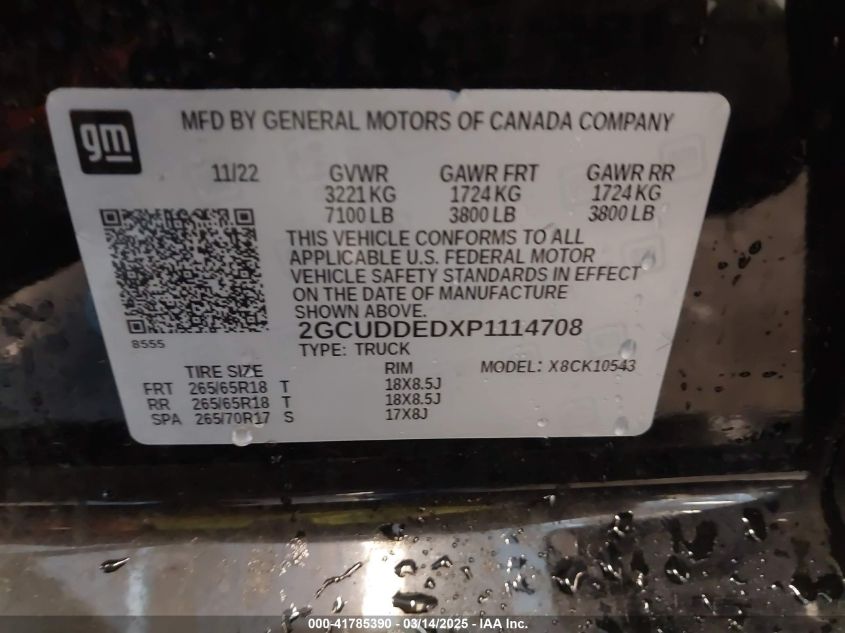 gm
MFD BY GENERAL MOTORS OF CANADA COMPANY
11/22 GVWR GAWR FRT GAWR RR
3221 KG 1724 KG 1724 KG
7100 LB 3800 LB 3800 LB
THIS VEHICLE CONFORMS TO ALL
APPLICABLE U.S. FEDERAL MOTOR
VEHICLE SAFETY STANDARDS IN EFFECT
ON THE DATE OF MANUFACTURE
SHOWN ABOVE.
8555
2GCUDDEDXP1114708
TYPE: TRUCK
TIRE SIZE RIM MODEL: X8CK10543
FRT 265/65R18 T 18X8.5J
RR 265/65R18 T 18X8.5J
SPA 265/70R17 S 17X8J
000-41785390 - 03/14/2025 - IAA Inc.